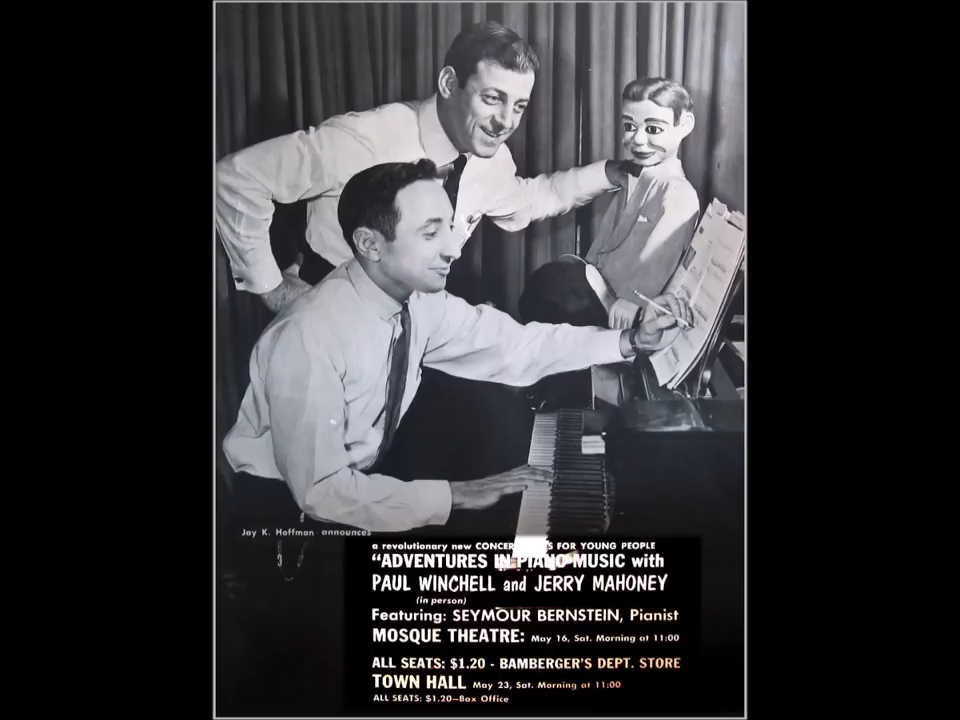 Jay K. Hoffman announces
a revolutionary new CONCER S FOR YOUNG PEOPLE
“ADVENTURES IN PIANO MUSIC with
PAUL WINCHELL and JERRY MAHONEY
(in person)
Featuring: SEYMOUR BERNSTEIN, Pianist
MOSQUE THEATRE: May 16, Sat. Morning at 11:00
ALL SEATS: $1.20 - BAMBERGER'S DEPT. STORE
TOWN HALL May 23, Sat. Morning at 11:00
ALL SEATS: $1.20—Box Office